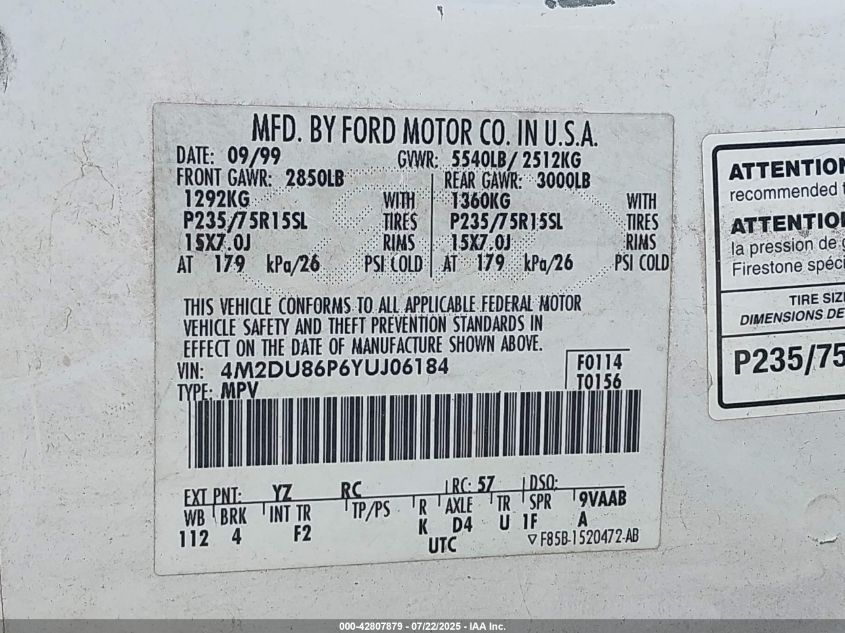 MFD. BY FORD MOTOR CO. IN U.S.A.
DATE: 09/99 GVWR: 5540LB/ 2512KG
FRONT GAWR: 2850LB REAR GAWR: 3000LB
1292KG WITH 1360KG WITH
P235/75R15SL TIRES P235/75R15SL TIRES
15X7.0J RIMS 15X7.0J RIMS
AT 179 kPa/26 PSI COLD AT 179 kPa/26 PSI COLD
THIS VEHICLE CONFORMS TO ALL APPLICABLE FEDERAL MOTOR
VEHICLE SAFETY AND THEFT PREVENTION STANDARDS IN
EFFECT ON THE DATE OF MANUFACTURE SHOWN ABOVE.
VIN: 4M2DU86P6YUJ06184 F0114
TYPE: MPV T0156
EXT PNT: YZ RC RC: 57 DSO:
WB BRK INT TR TP/PS R AXLE TR SPR 9VAAB
112 4 F2 K D4 U 1F A
UTC ▽F85B-1520472-AB
ATTENTION
recommended
ATTENTION
la pression de
Firestone spéci
TIRE SIZ
DIMENSIONS DE
P235/75
000-42807879 - 07/22/2025 - IAA Inc.